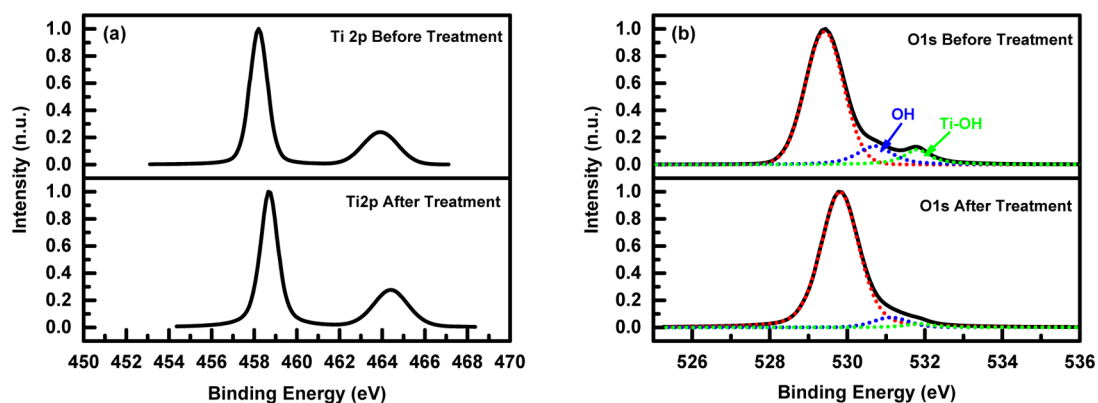 (a)
Ti 2p Before Treatment
1.0
0.8
0.6
0.4
0.2
1.0
Ti2p After Treatment
0.8
0.6
0.4
0.2
0.0
450 452 454 456 458 460 462 464 466 468 470
Intensity (n.u.)
Binding Energy (eV)
(b)
O1s Before Treatment
OH
Ti-OH
1.0
0.8
0.6
0.4
0.2
1.0
O1s After Treatment
0.8
0.6
0.4
0.2
0.0
526 528 530 532 534 536
Intensity (n.u.)
Binding Energy (eV)